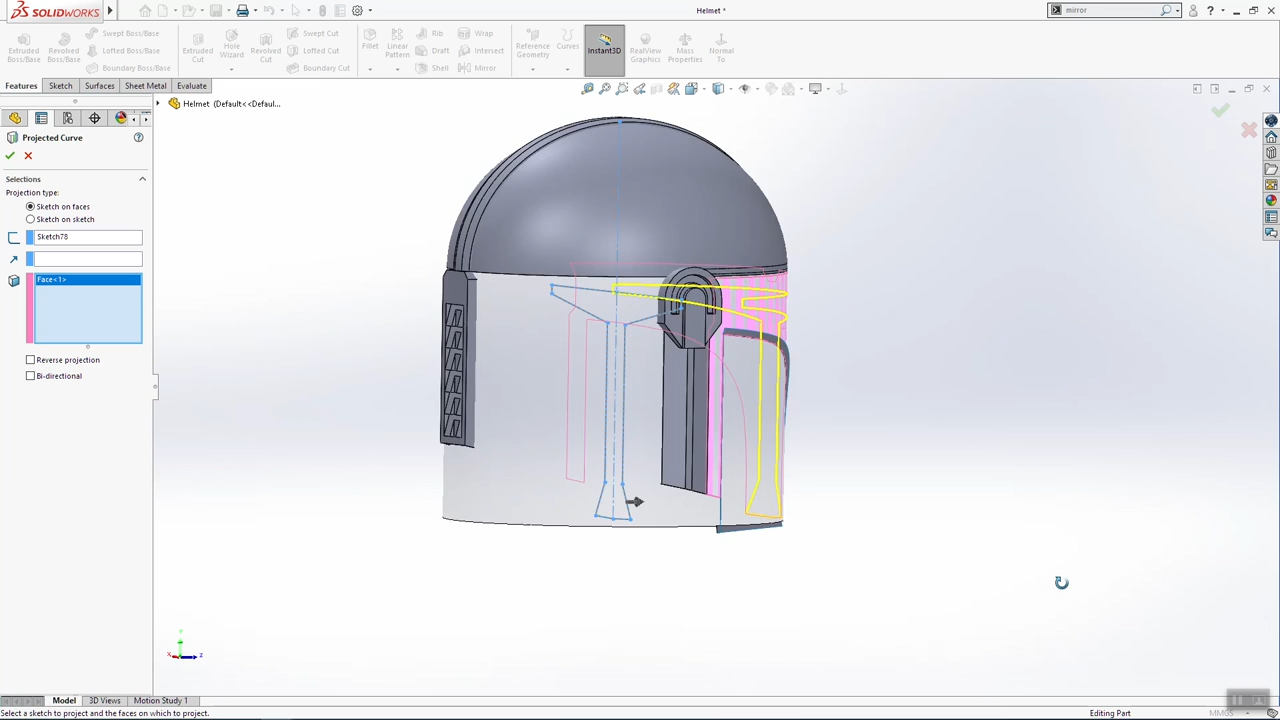 SOLIDWORKS
Helmet *
mirror
Extruded Boss/Base
Revolved Boss/Base
Swept Boss/Base
Lofted Boss/Base
Boundary Boss/Base
Extruded Cut
Hole Wizard
Revolved Cut
Swept Cut
Lofted Cut
Boundary Cut
Fillet
Linear Pattern
Rib
Draft
Shell
Wrap
Intersect
Mirror
Reference Geometry
Curves
Instant3D
RealView Graphics
Mass Properties
Normal To
Features
Sketch
Surfaces
Sheet Metal
Evaluate
Helmet (Default<<Defaul...
Projected Curve
Selections
Projection type:
Sketch on faces
Sketch on sketch
Sketch78
Face<1>
Reverse projection
Bi-directional
Y
X
Z
Model
3D Views
Motion Study 1
Select a sketch to project and the faces on which to project.
Editing Part
MMGS